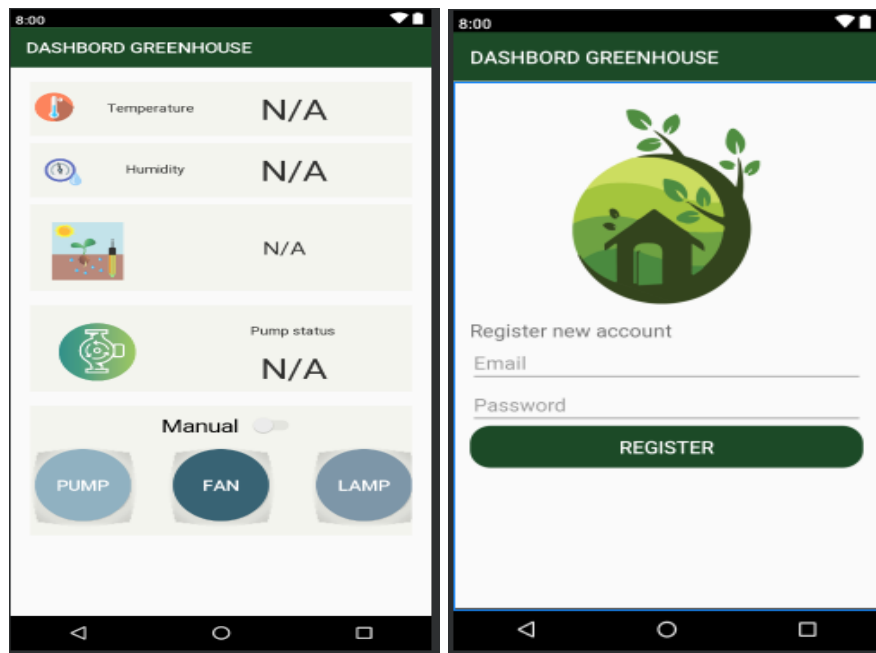 8:00
DASHBORD GREENHOUSE
Temperature N/A
Humidity N/A
N/A
Pump status
N/A
Manual
PUMP FAN LAMP
8:00
DASHBORD GREENHOUSE
Register new account
Email
Password
REGISTER